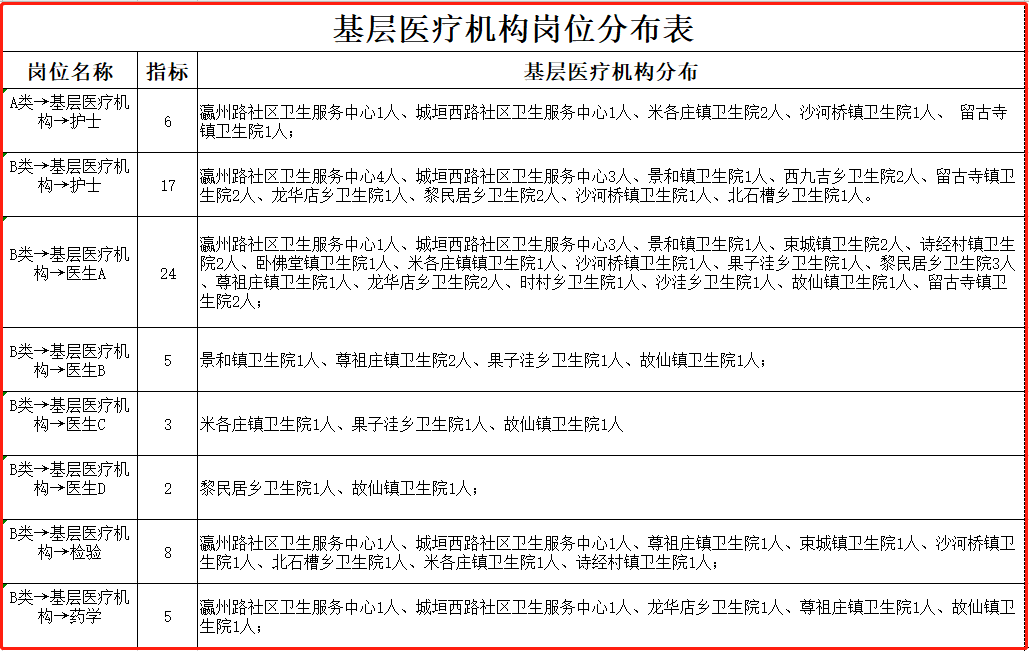 基层医疗机构岗位分布表
岗位名称 指标 基层医疗机构分布
A类→基层医疗机
构→护士
6
瀛州路社区卫生服务中心1人、城垣西路社区卫生服务中心1人、米各庄镇卫生院2人、沙河桥镇卫生院1人、 留古寺
镇卫生院1人；
B类→基层医疗机
构→护士
17
瀛州路社区卫生服务中心4人、城垣西路社区卫生服务中心3人、景和镇卫生院1人、西九吉乡卫生院2人、留古寺镇卫
生院2人、龙华店乡卫生院1人、黎民居乡卫生院2人、沙河桥镇卫生院1人、北石槽乡卫生院1人。
B类→基层医疗机
构→医生A
24
瀛州路社区卫生服务中心1人、城垣西路社区卫生服务中心3人、景和镇卫生院1人、束城镇卫生院2人、诗经村镇卫生
院2人、卧佛堂镇卫生院1人、米各庄镇镇卫生院1人、沙河桥镇卫生院1人、果子洼乡卫生院1人、黎民居乡卫生院3人
、尊祖庄镇卫生院1人、龙华店乡卫生院2人、时村乡卫生院1人、沙洼乡卫生院1人、故仙镇卫生院1人、留古寺镇卫
生院2人；
B类→基层医疗机
构→医生B
5
景和镇卫生院1人、尊祖庄镇卫生院2人、果子洼乡卫生院1人、故仙镇卫生院1人；
B类→基层医疗机
构→医生C
3
米各庄镇卫生院1人、果子洼乡卫生院1人、故仙镇卫生院1人
B类→基层医疗机
构→医生D
2
黎民居乡卫生院1人、故仙镇卫生院1人；
B类→基层医疗机
构→检验
8
瀛州路社区卫生服务中心1人、城垣西路社区卫生服务中心1人、尊祖庄镇卫生院1人、束城镇卫生院1人、沙河桥镇卫
生院1人、北石槽乡卫生院1人、米各庄镇卫生院1人、诗经村镇卫生院1人；
B类→基层医疗机
构→药学
5
瀛州路社区卫生服务中心1人、城垣西路社区卫生服务中心1人、龙华店乡卫生院1人、尊祖庄镇卫生院1人、故仙镇卫
生院1人；